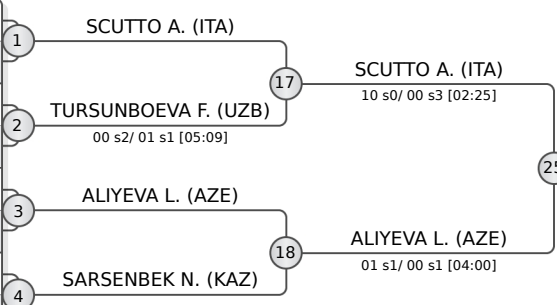 SCUTTO A. (ITA)
1
17
SCUTTO A. (ITA)
10 s0/ 00 s3 [02:25]
TURSUNBOEVA F. (UZB)
2
00 s2/ 01 s1 [05:09]
25
ALIYEVA L. (AZE)
3
18
ALIYEVA L. (AZE)
01 s1/ 00 s1 [04:00]
SARSENBEK N. (KAZ)
4